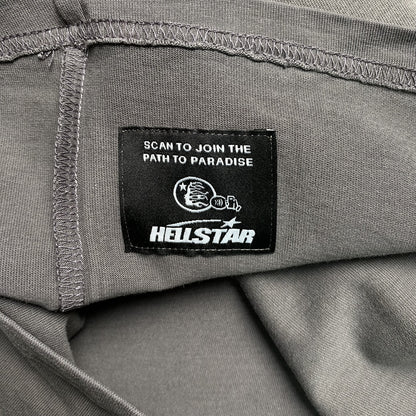 SCAN TO JOIN THE
PATH TO PARADISE
HELLSTAR